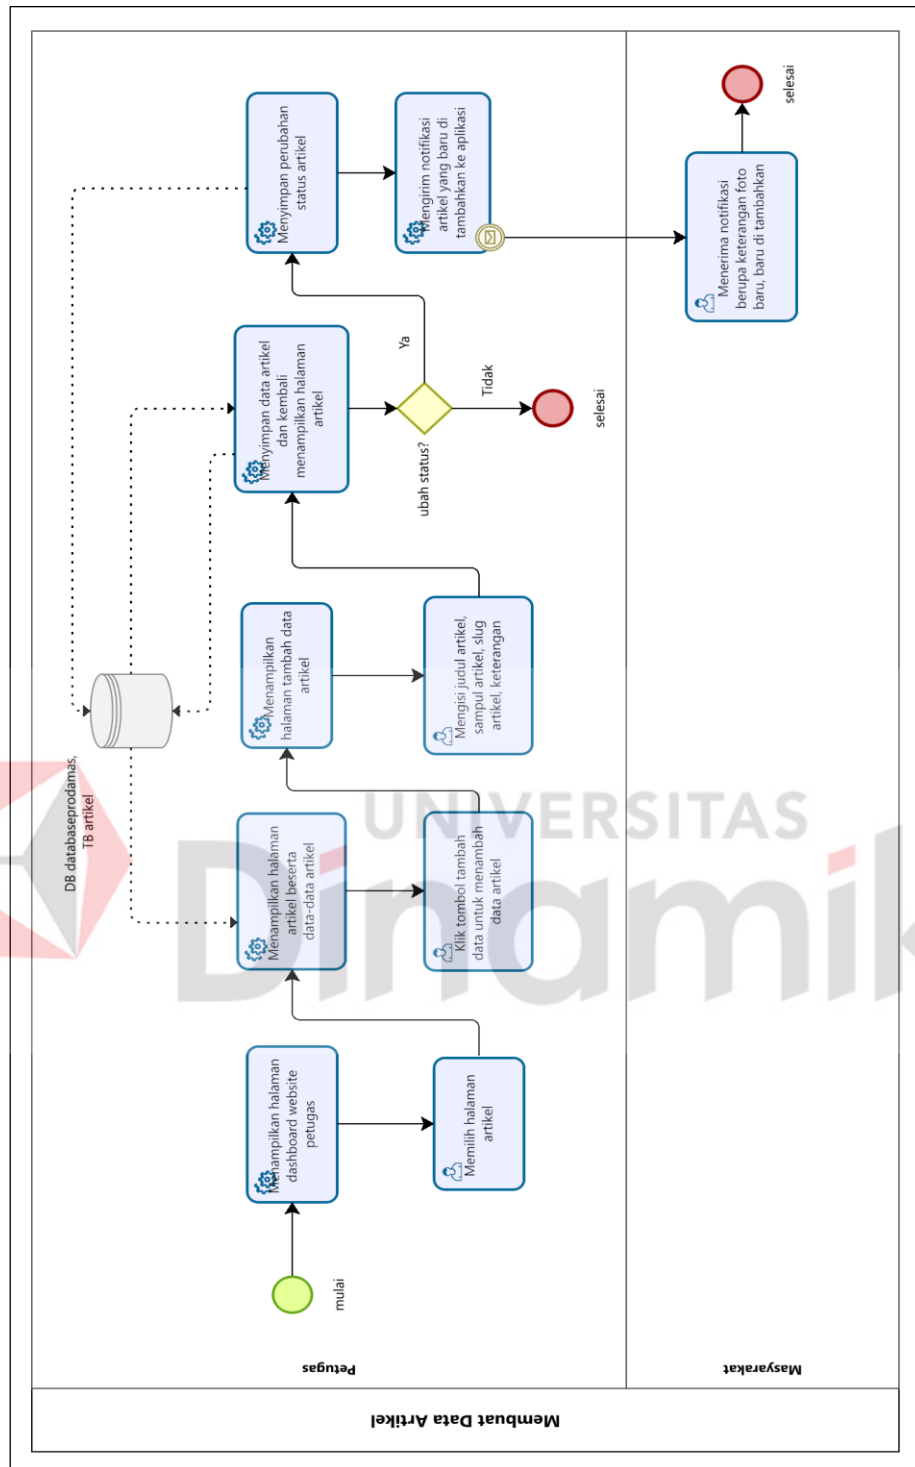 Membuat Data Artikel
Petugas
Masyarakat
mulai
Menampilkan halaman
dashboard website
petugas
Memilih halaman
artikel
Menampilkan halaman
artikel beserta
data-data artikel
Klik tombol tambah
data untuk menambah
data artikel
DB databaseprodamas,
TB artikel
Menampilkan
halaman tambah data
artikel
Mengisi judul artikel,
sampul artikel, slug
artikel, keterangan
Menyimpan data artikel
dan kembali
menampilkan halaman
artikel
ubah status?
Ya
Tidak
selesai
Menyimpan perubahan
status artikel
Mengirim notifikasi
artikel yang baru di
tambahkan ke aplikasi
Menerima notifikasi
berupa keterangan foto
baru, baru di tambahkan
selesai
UNIVERSITAS
Dinamik